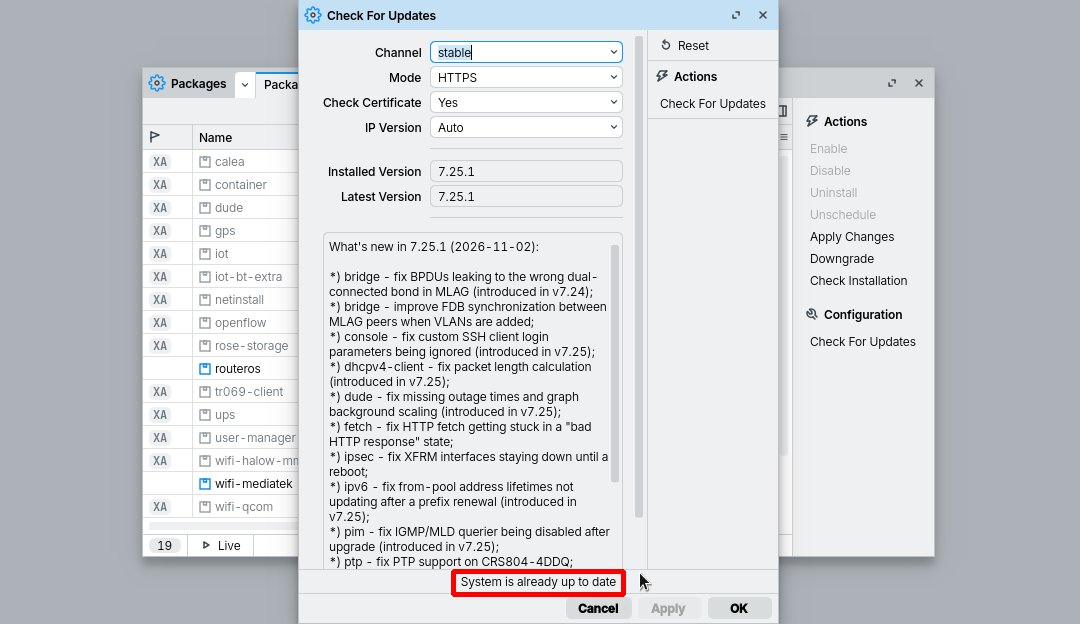 Check For Updates
Channel stable
Mode HTTPS
Check Certificate Yes
IP Version Auto
Installed Version 7.25.1
Latest Version 7.25.1
What's new in 7.25.1 (2026-11-02):
*) bridge - fix BPDUs leaking to the wrong dual-
connected bond in MLAG (introduced in v7.24);
*) bridge - improve FDB synchronization between
MLAG peers when VLANs are added;
*) console - fix custom SSH client login
parameters being ignored (introduced in v7.25);
*) dhcpv4-client - fix packet length calculation
(introduced in v7.25);
*) dude - fix missing outage times and graph
background scaling (introduced in v7.25);
*) fetch - fix HTTP fetch getting stuck in a "bad
HTTP response" state;
*) ipsec - fix XFRM interfaces staying down until a
reboot;
*) ipv6 - fix from-pool address lifetimes not
updating after a prefix renewal (introduced in
v7.25);
*) pim - fix IGMP/MLD querier being disabled after
upgrade (introduced in v7.25);
*) ptp - fix PTP support on CRS804-4DDQ;
System is already up to date
Cancel Apply OK
Reset
Actions
Check For Updates
Packages
Packa
Name
XA calea
XA container
XA dude
XA gps
XA iot
XA iot-bt-extra
XA netinstall
XA openflow
XA rose-storage
routeros
XA tr069-client
XA ups
XA user-manager
XA wifi-halow-mm
wifi-mediatek
XA wifi-qcom
19 Live
Actions
Enable
Disable
Uninstall
Unschedule
Apply Changes
Downgrade
Check Installation
Configuration
Check For Updates